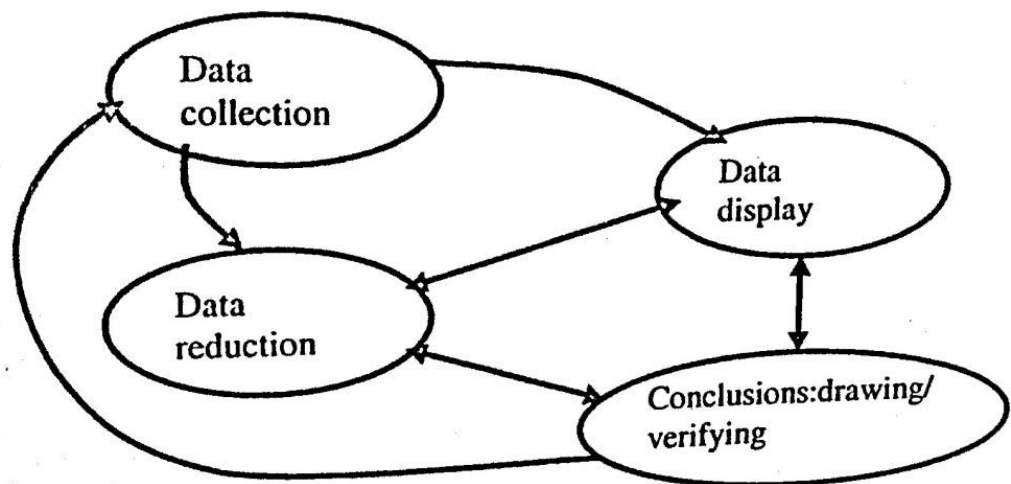 Data
collection
Data
display
Data
reduction
Conclusions:drawing/
verifying